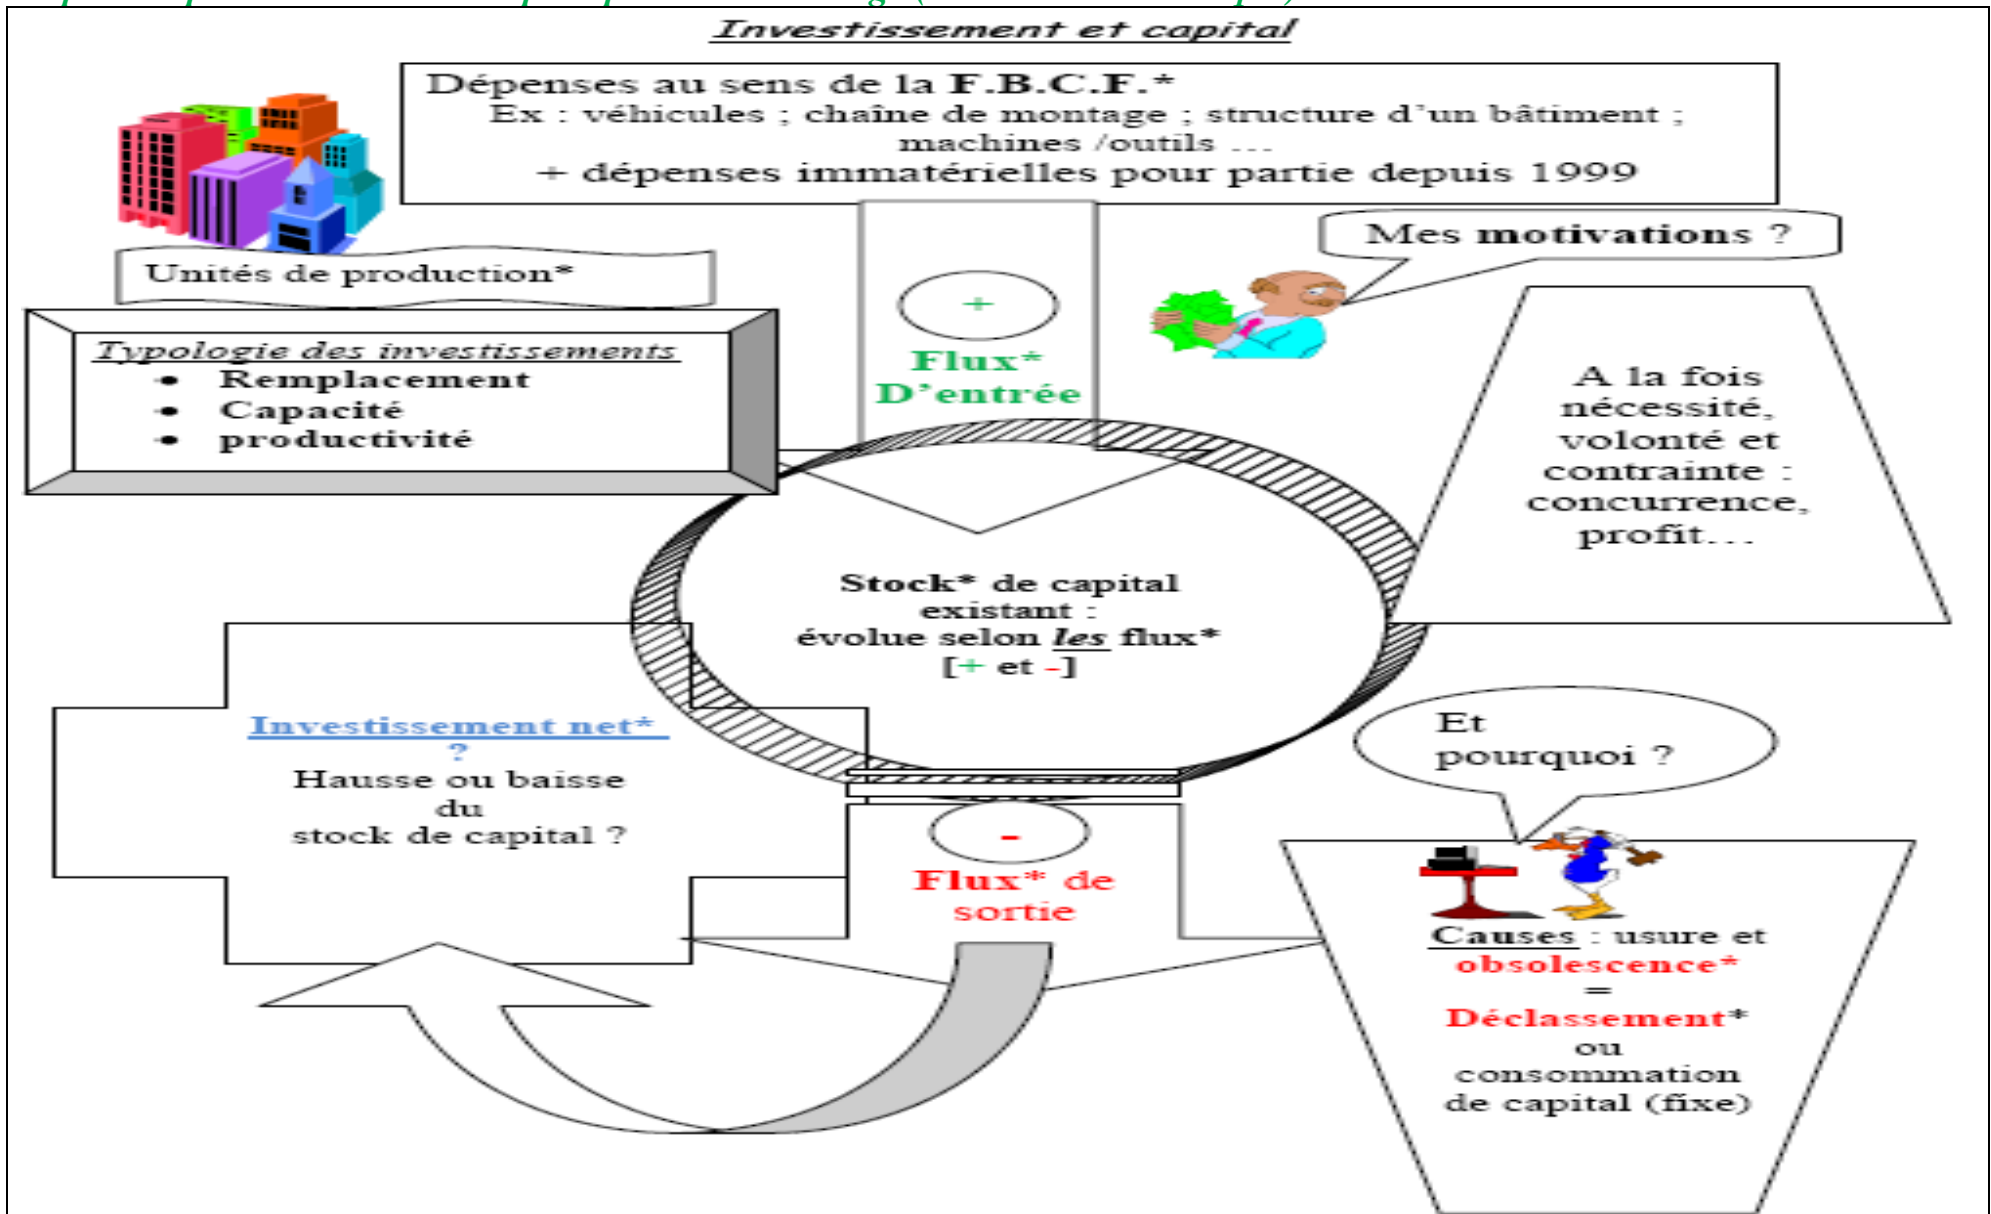 Investissement et capital
Dépenses au sens de la F.B.C.F.*
Ex : véhicules ; chaîne de montage ; structure d'un bâtiment ;
machines /outils ...
+ dépenses immatérielles pour partie depuis 1999
Mes motivations ?
Unités de production*
Typologie des investissements
• Remplacement
• Capacité
• productivité
+
Flux*
D'entrée
A la fois
nécessité,
volonté et
contrainte :
concurrence,
profit...
Stock* de capital
existant :
évolue selon les flux*
[+ et -]
Investissement net*
?
Hausse ou baisse
du
stock de capital ?
Et
pourquoi ?
-
Flux* de
sortie
Causes : usure et
obsolescence*
=
Déclassement*
ou
consommation
de capital (fixe)